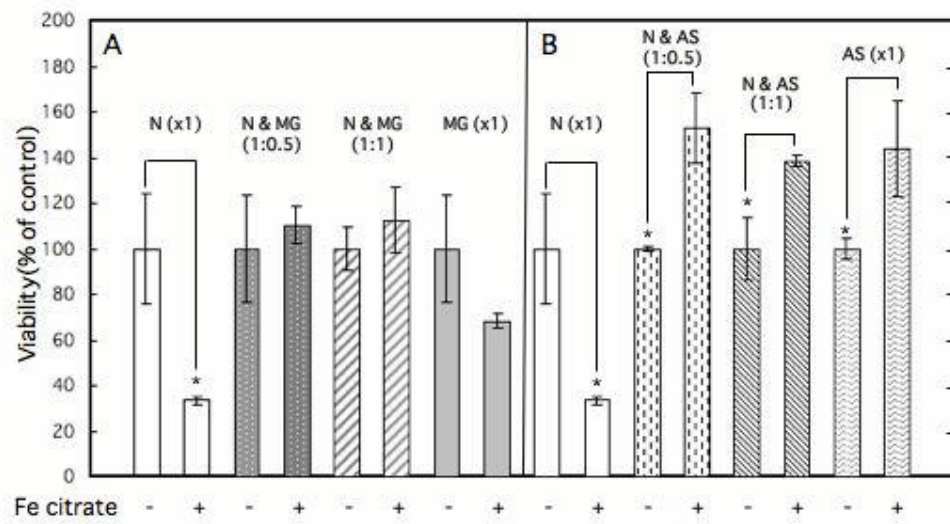 200
180
160
140
120
100
80
60
40
20
0
Viability(% of control)
A
N (x1)
N & MG
(1:0.5)
N & MG
(1:1)
MG (x1)
*
B
N (x1)
N & AS
(1:0.5)
N & AS
(1:1)
AS (x1)
*
*
*
*
Fe citrate - + - + - + - + - + - + - + - +